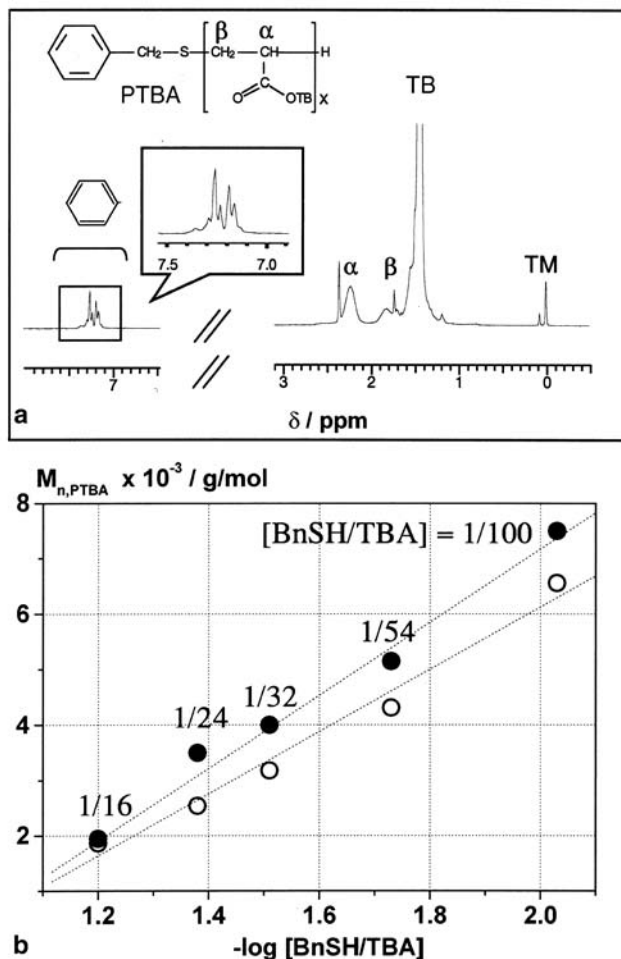 β α
CH₂—S—CH₂—CH—H
PTBA
C
O OTB X
TB
7.5 7.0
α β TM
7 3 2 1 0
δ / ppm
a
Mn,PTBA x 10⁻³ / g/mol
8
[BnSH/TBA] = 1/100
6
1/54
1/32
1/24
4
1/16
2
1.2 1.4 1.6 1.8 2.0
b -log [BnSH/TBA]